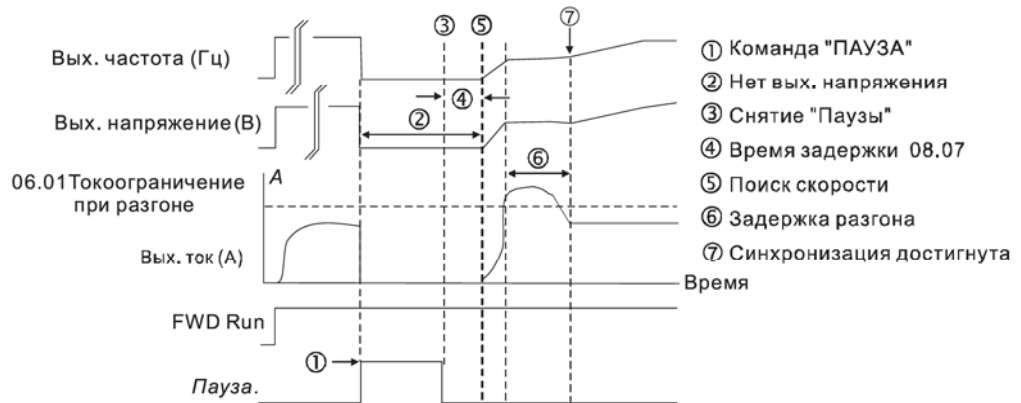 ③ ⑤ ⑦
Вых. частота (Гц)
④
Вых. напряжение (В)
②
06.01 Токоограничение
при разгоне
A
⑥
Вых. ток (А)
Время
FWD Run
①
Пауза.
① Команда "ПАУЗА"
② Нет вых. напряжения
③ Снятие "Паузы"
④ Время задержки 08.07
⑤ Поиск скорости
⑥ Задержка разгона
⑦ Синхронизация достигнута